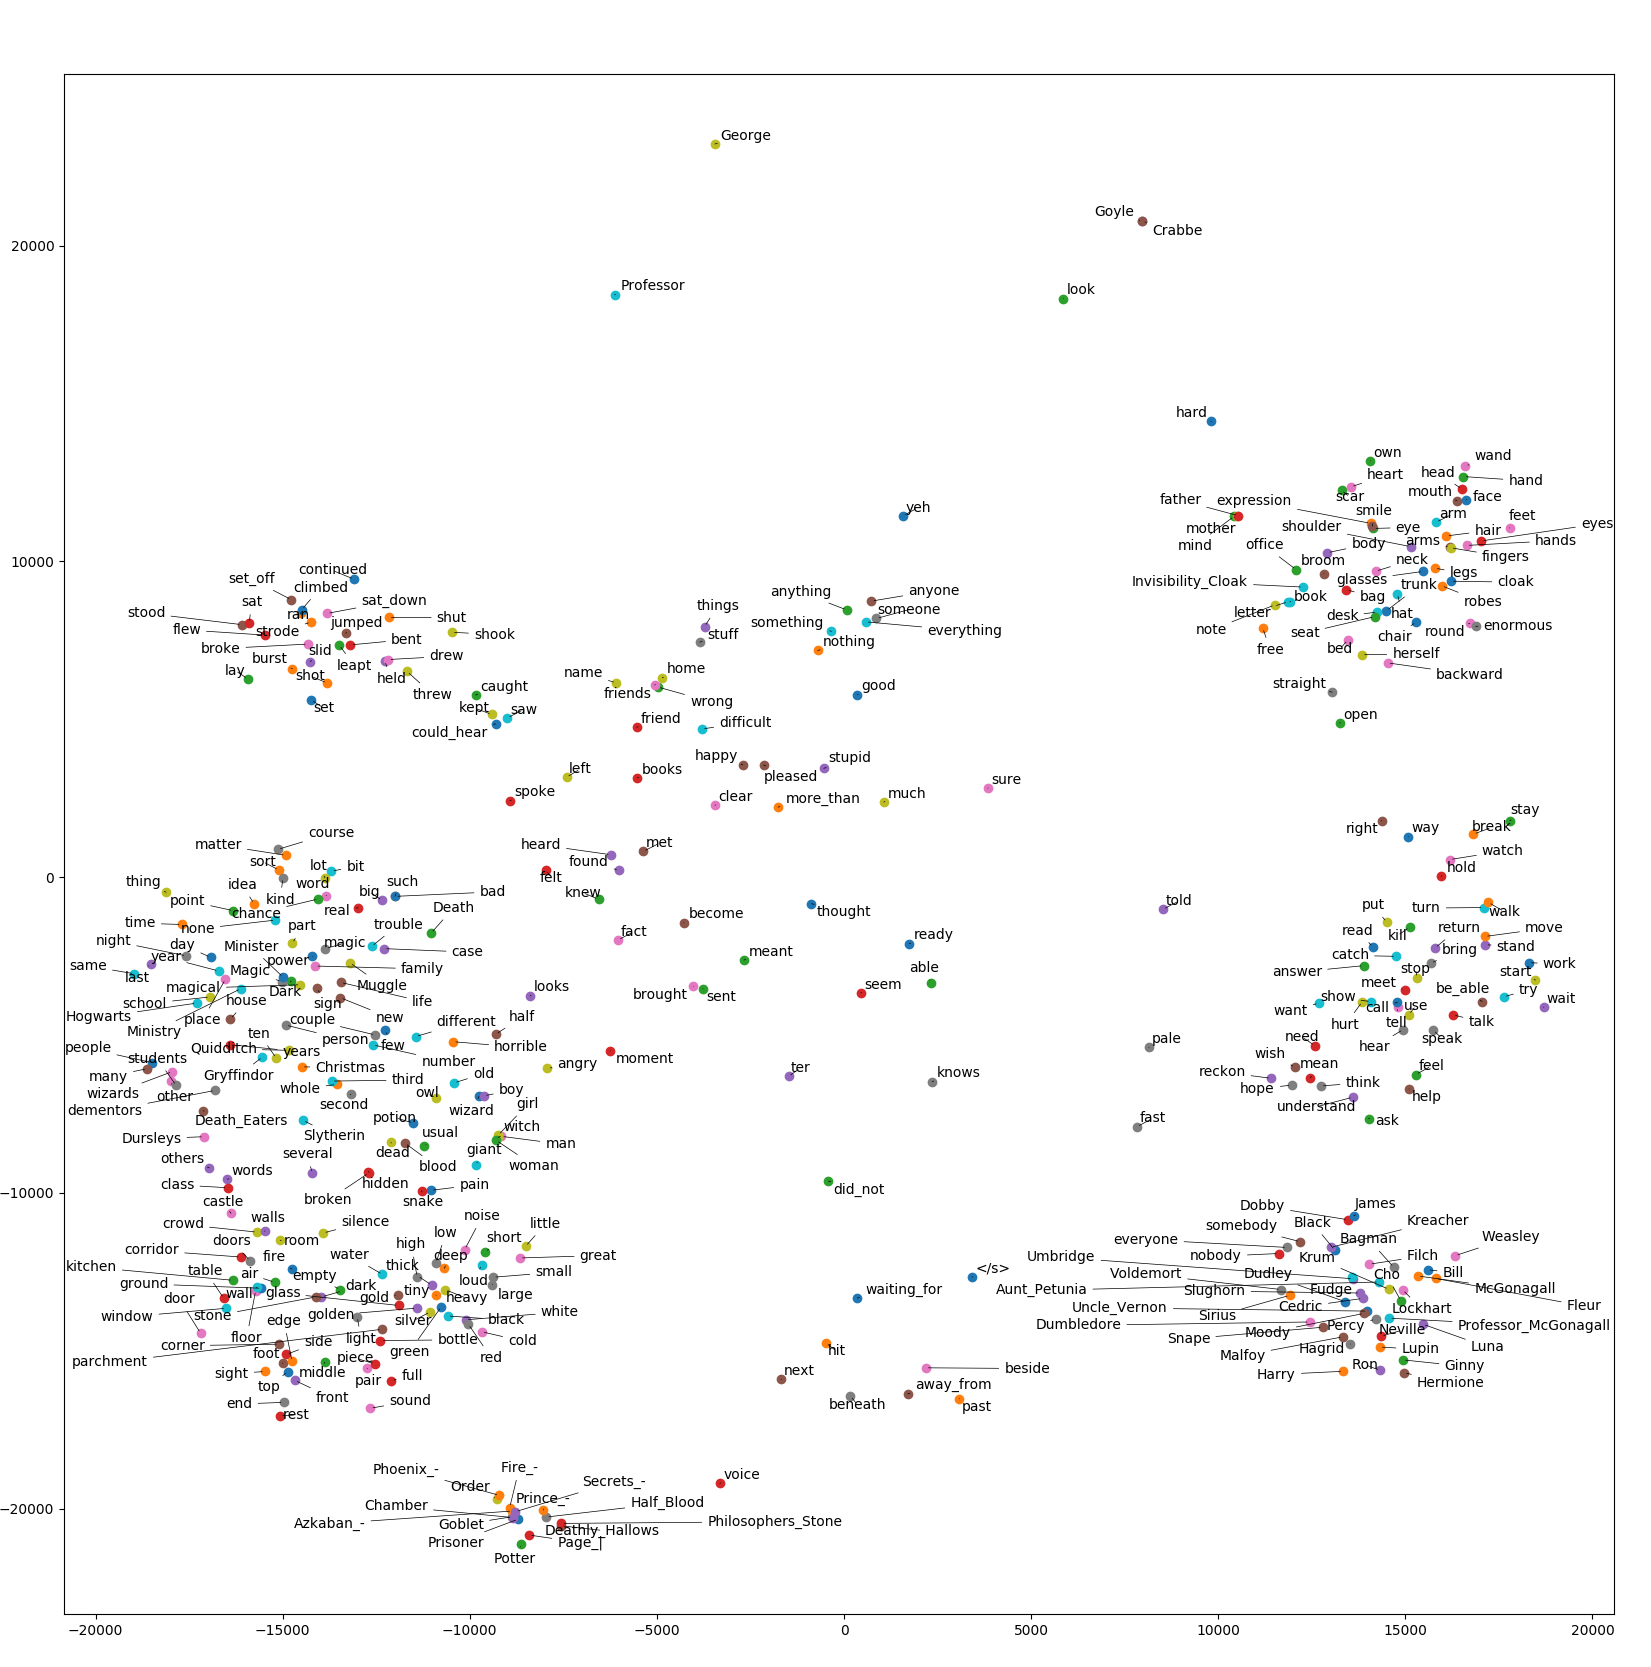 George
Goyle
Crabbe
Professor
look
20000
hard
own
wand
heart
head
hand
scar
mouth
face
father
expression
smile
arm
feet
yeh
mother
shoulder
eye
hair
eyes
mind
office
body
arms
hands
fingers
10000
continued
broom
neck
legs
set_off
climbed
Invisibility_Cloak
glasses
trunk
cloak
sat
sat_down
anything
anyone
book
bag
robes
stood
ran
shut
things
someone
letter
desk
hat
flew
strode
jumped
shook
stuff
something
everything
note
seat
round
enormous
broke
slid
bent
nothing
free
chair
burst
leapt
drew
bed
herself
lay
shot
held
threw
name
home
backward
set
caught
friends
wrong
good
straight
kept
saw
friend
difficult
open
could_hear
happy
stupid
left
books
pleased
sure
spoke
clear
more_than
much
stay
course
right
way
break
matter
heard
met
watch
sort
lot
bit
found
hold
0
thing
idea
word
big
such
felt
point
kind
bad
knew
told
put
turn
walk
time
chance
real
trouble
Death
thought
none
part
become
read
kill
return
move
night
day
Minister
magic
case
fact
ready
catch
bring
stand
same
last
year
Magic
power
family
meant
able
answer
stop
start
work
magical
Dark
Muggle
brought
sent
seem
meet
be_able
try
school
house
sign
life
looks
want
show
use
wait
Hogwarts
Ministry
place
couple
new
different
half
hurt
call
tell
talk
people
ten
person
few
horrible
hear
speak
students
Quidditch
years
number
moment
pale
need
many
Gryffindor
Christmas
angry
wish
mean
feel
wizards
other
whole
third
old
ter
knows
reckon
think
help
dementors
second
owl
boy
hope
understand
Death_Eaters
potion
wizard
girl
fast
ask
Dursleys
Slytherin
usual
witch
man
others
several
dead
giant
woman
words
blood
class
broken
hidden
snake
pain
did_not
−10000
castle
walls
silence
noise
Dobby
James
crowd
doors
room
low
short
little
somebody
Black
Kreacher
corridor
fire
water
high
deep
great
nobody
Krum
Bagman
Weasley
kitchen
table
air
empty
thick
loud
small
Umbridge
Voldemort
Dudley
Filch
Bill
ground
wall
glass
dark
tiny
large
</s>
Aunt_Petunia
Slughorn
Fudge
Cho
McGonagall
door
stone
golden
gold
heavy
white
waiting_for
Uncle_Vernon
Sirius
Cedric
Lockhart
Fleur
window
floor
edge
silver
black
Dumbledore
Moody
Percy
Neville
Professor_McGonagall
corner
side
light
bottle
cold
Snape
Hagrid
Lupin
Luna
parchment
foot
piece
green
red
hit
Malfoy
Ron
Ginny
sight
top
middle
pair
full
next
beside
Harry
Hermione
end
front
away_from
rest
sound
beneath
past
Phoenix_-
Fire_-
voice
Order
Secrets_-
−20000
Chamber
Prince_-
Half_Blood
Azkaban_-
Goblet
Deathly_Hallows
Philosophers_Stone
Prisoner
Page_|
Potter
−20000
−15000
−10000
−5000
0
5000
10000
15000
20000